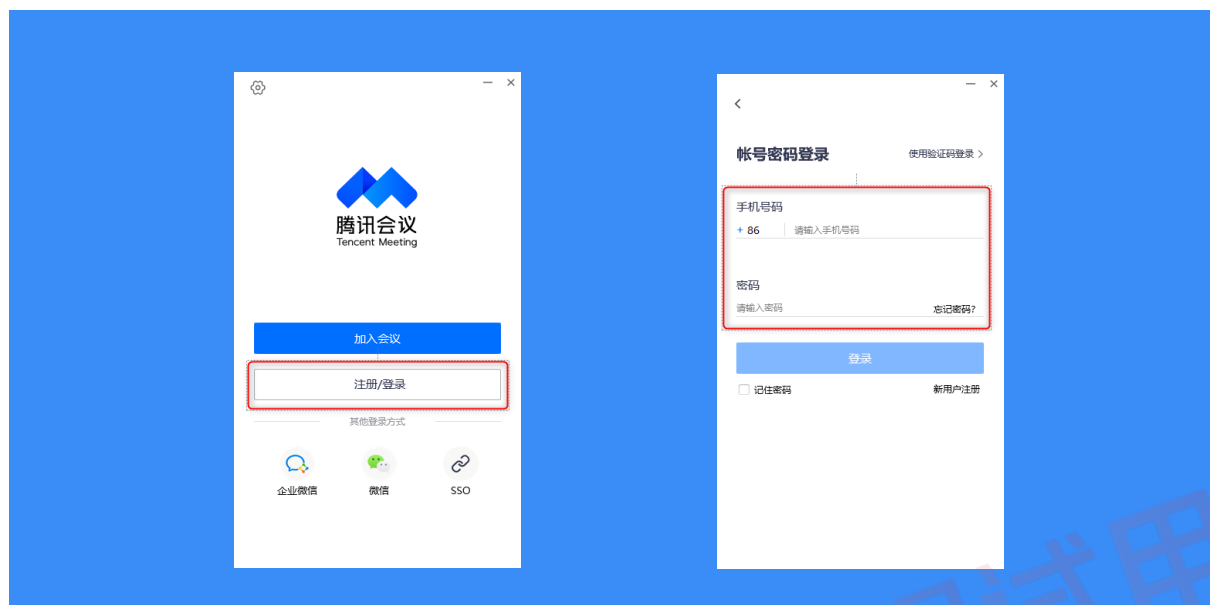 腾讯会议
Tencent Meeting
加入会议
注册/登录
其他登录方式
企业微信
微信
SSO
帐号密码登录
使用验证码登录
手机号码
+ 86
请输入手机号码
密码
请输入密码
忘记密码?
登录
记住密码
新用户注册
试用